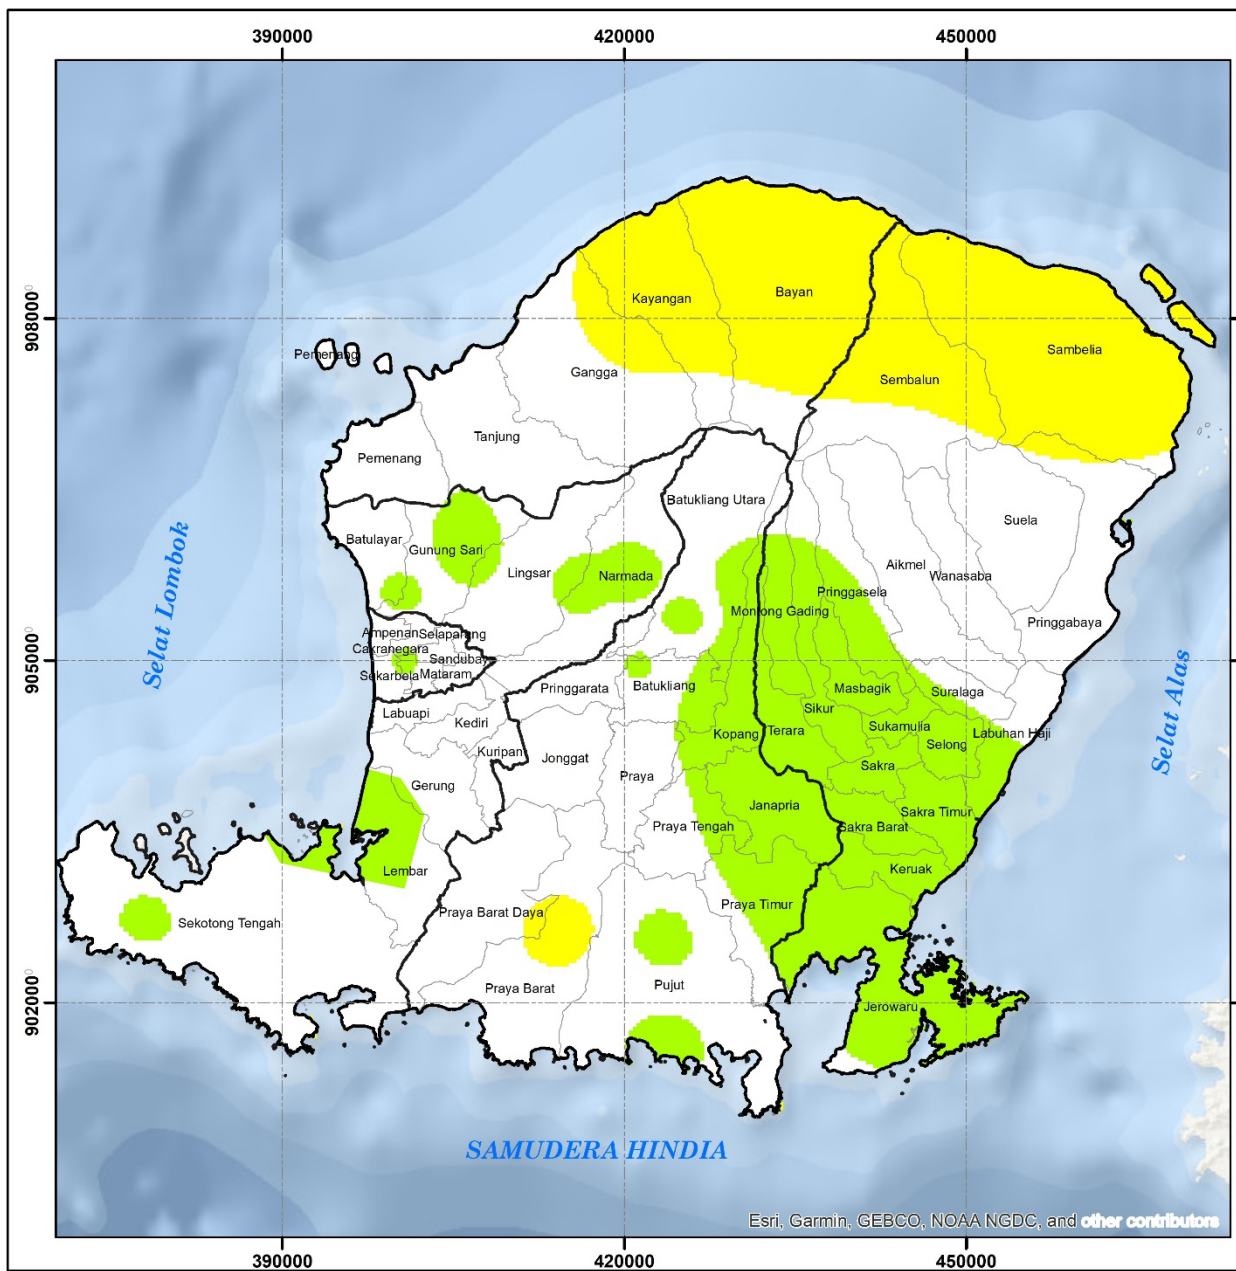 390000 420000 450000
Kayangan
Bayan
9080000
Sambelia
Pemenang
Gangga
Sembalun
Tanjung
Pemenang
Batukliang Utara
Suela
Batulayar
Gunung Sari
Lingsar
Narmada
Aikmel
Wanasaba
Pringgasela
Selat Lombok
Montong Gading
Pringgabaya
Ampenan
Selaparang
Cakranegara
Sandubaya
9050000
Sekarbela
Mataram
Pringgarata
Batukliang
Masbagik
Suralaga
Selat Alas
Labuapi
Kediri
Sikur
Sukamulia
Kopang
Terara
Labuhan Haji
Kuripan
Jonggat
Selong
Praya
Sakra
Gerung
Janapria
Sakra Timur
Praya Tengah
Sakra Barat
Lembar
Keruak
Praya Barat Daya
Praya Timur
Sekotong Tengah
Praya Barat
Pujut
9020000
Jerowaru
SAMUDERA HINDIA
Esri, Garmin, GEBCO, NOAA NGDC, and other contributors
390000 420000 450000